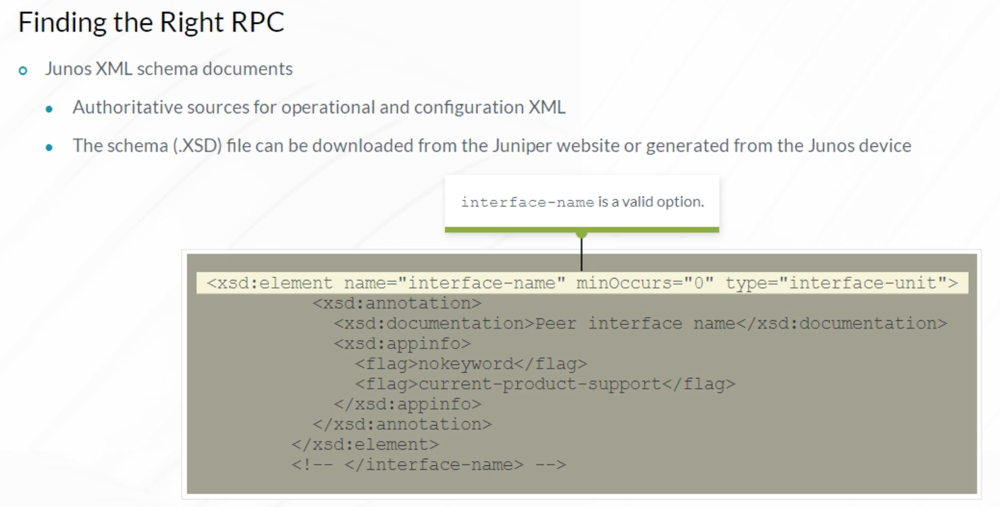 Finding the Right RPC
Junos XML schema documents
Authoritative sources for operational and configuration XML
The schema (.XSD) file can be downloaded from the Juniper website or generated from the Junos device
interface-name is a valid option.
<xsd:element name="interface-name" minOccurs="0" type="interface-unit">
<xsd:annotation>
<xsd:documentation>Peer interface name</xsd:documentation>
<xsd:appinfo>
<flag>nokeyword</flag>
<flag>current-product-support</flag>
</xsd:appinfo>
</xsd:annotation>
</xsd:element>
<!-- </interface-name> -->